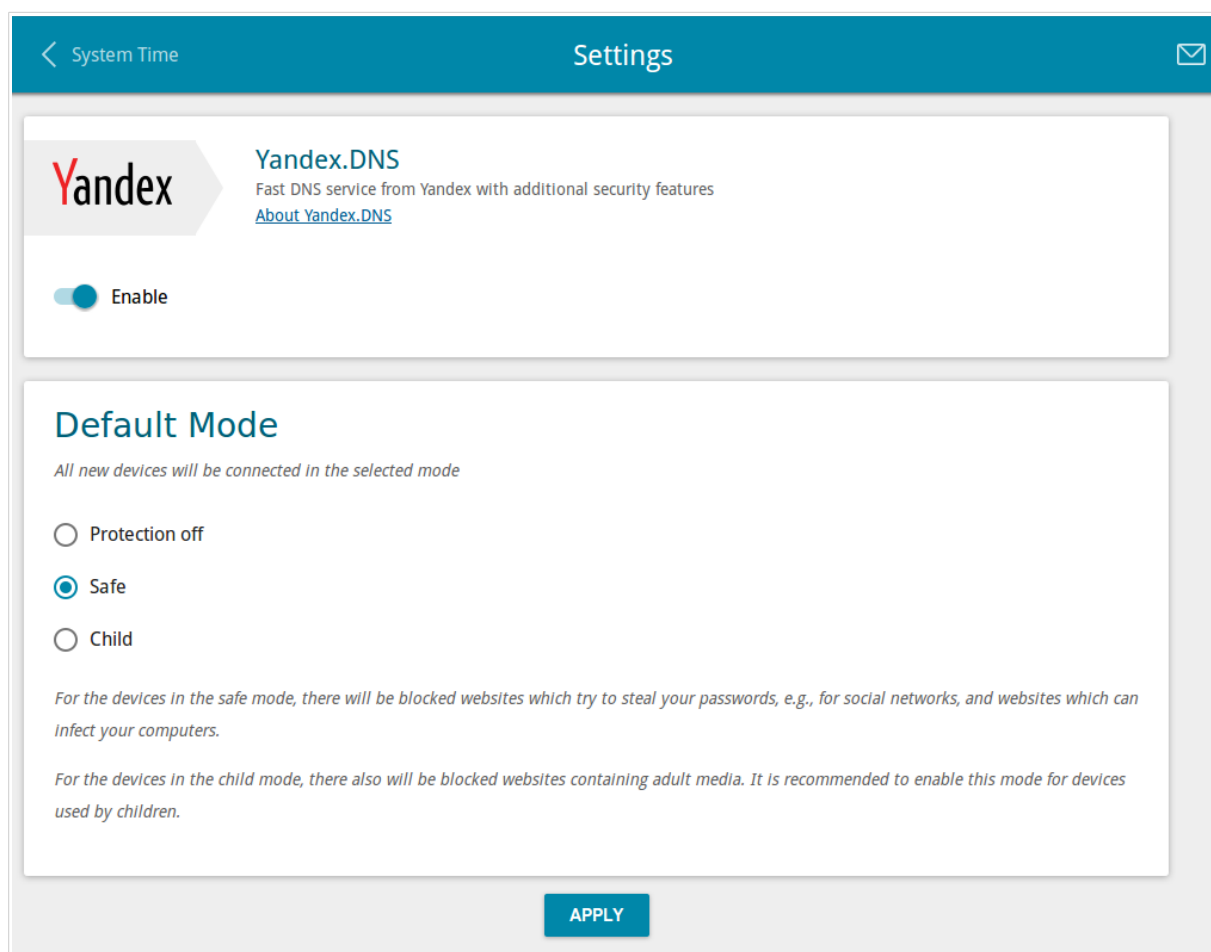 System Time
Settings
Yandex
Yandex.DNS
Fast DNS service from Yandex with additional security features
About Yandex.DNS
Enable
Default Mode
All new devices will be connected in the selected mode
Protection off
Safe
Child
For the devices in the safe mode, there will be blocked websites which try to steal your passwords, e.g., for social networks, and websites which can
infect your computers.
For the devices in the child mode, there also will be blocked websites containing adult media. It is recommended to enable this mode for devices
used by children.
APPLY